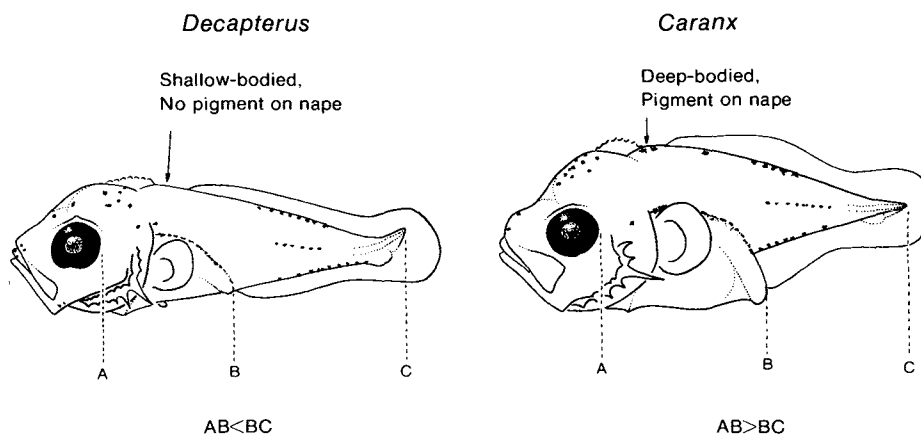 Decapterus
Shallow-bodied,
No pigment on nape
A
B
C
AB<BC
Caranx
Deep-bodied,
Pigment on nape
A
B
C
AB>BC